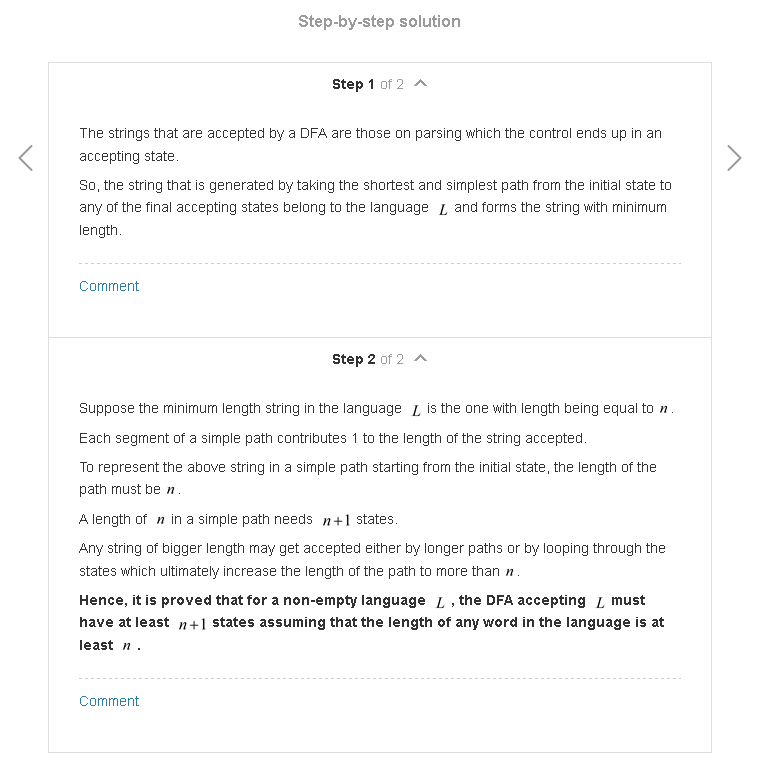 Step-by-step solution
Step 1 of 2
The strings that are accepted by a DFA are those on parsing which the control ends up in an
accepting state.
So, the string that is generated by taking the shortest and simplest path from the initial state to
any of the final accepting states belong to the language L and forms the string with minimum
length.
Comment
Step 2 of 2
Suppose the minimum length string in the language L is the one with length being equal to n.
Each segment of a simple path contributes 1 to the length of the string accepted.
To represent the above string in a simple path starting from the initial state, the length of the
path must be n.
A length of n in a simple path needs n+1 states.
Any string of bigger length may get accepted either by longer paths or by looping through the
states which ultimately increase the length of the path to more than n.
Hence, it is proved that for a non-empty language L, the DFA accepting L must
have at least n+1 states assuming that the length of any word in the language is at
least n.
Comment